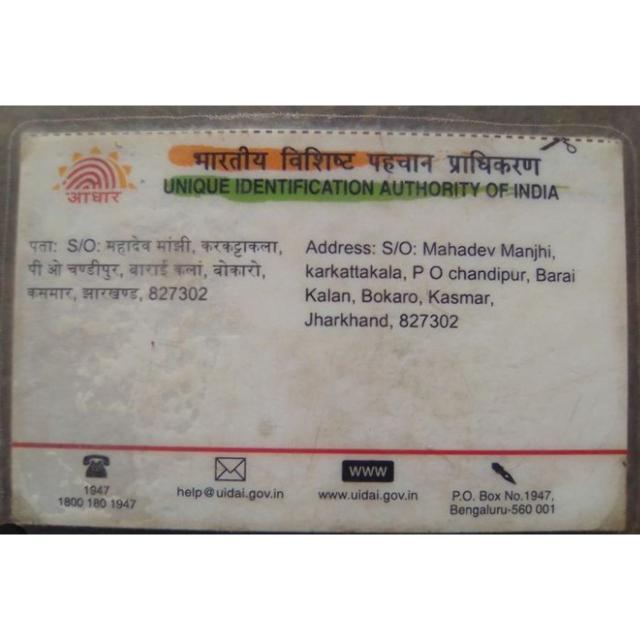 भारतीय विशिष्ट पहचान प्राधिकरण
UNIQUE IDENTIFICATION AUTHORITY OF INDIA
आधार
पता: S/O: महादेव मांझी, करकट्टाकला,
पी ओ चण्डीपुर, बाराई कलां, बोकारो,
कसमार, झारखण्ड, 827302
Address: S/O: Mahadev Manjhi,
karkattakala, P O chandipur, Barai
Kalan, Bokaro, Kasmar,
Jharkhand, 827302
1947
1800 180 1947
help@uidai.gov.in
www
www.uidai.gov.in
P.O. Box No.1947,
Bengaluru-560 001